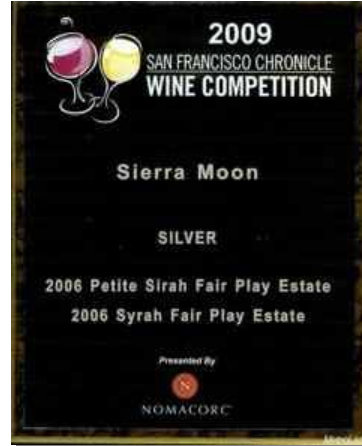 2009
SAN FRANCISCO CHRONICLE
WINE COMPETITION
Sierra Moon
SILVER
2006 Petite Sirah Fair Play Estate
2006 Syrah Fair Play Estate
Presented By
N
NOMACORC